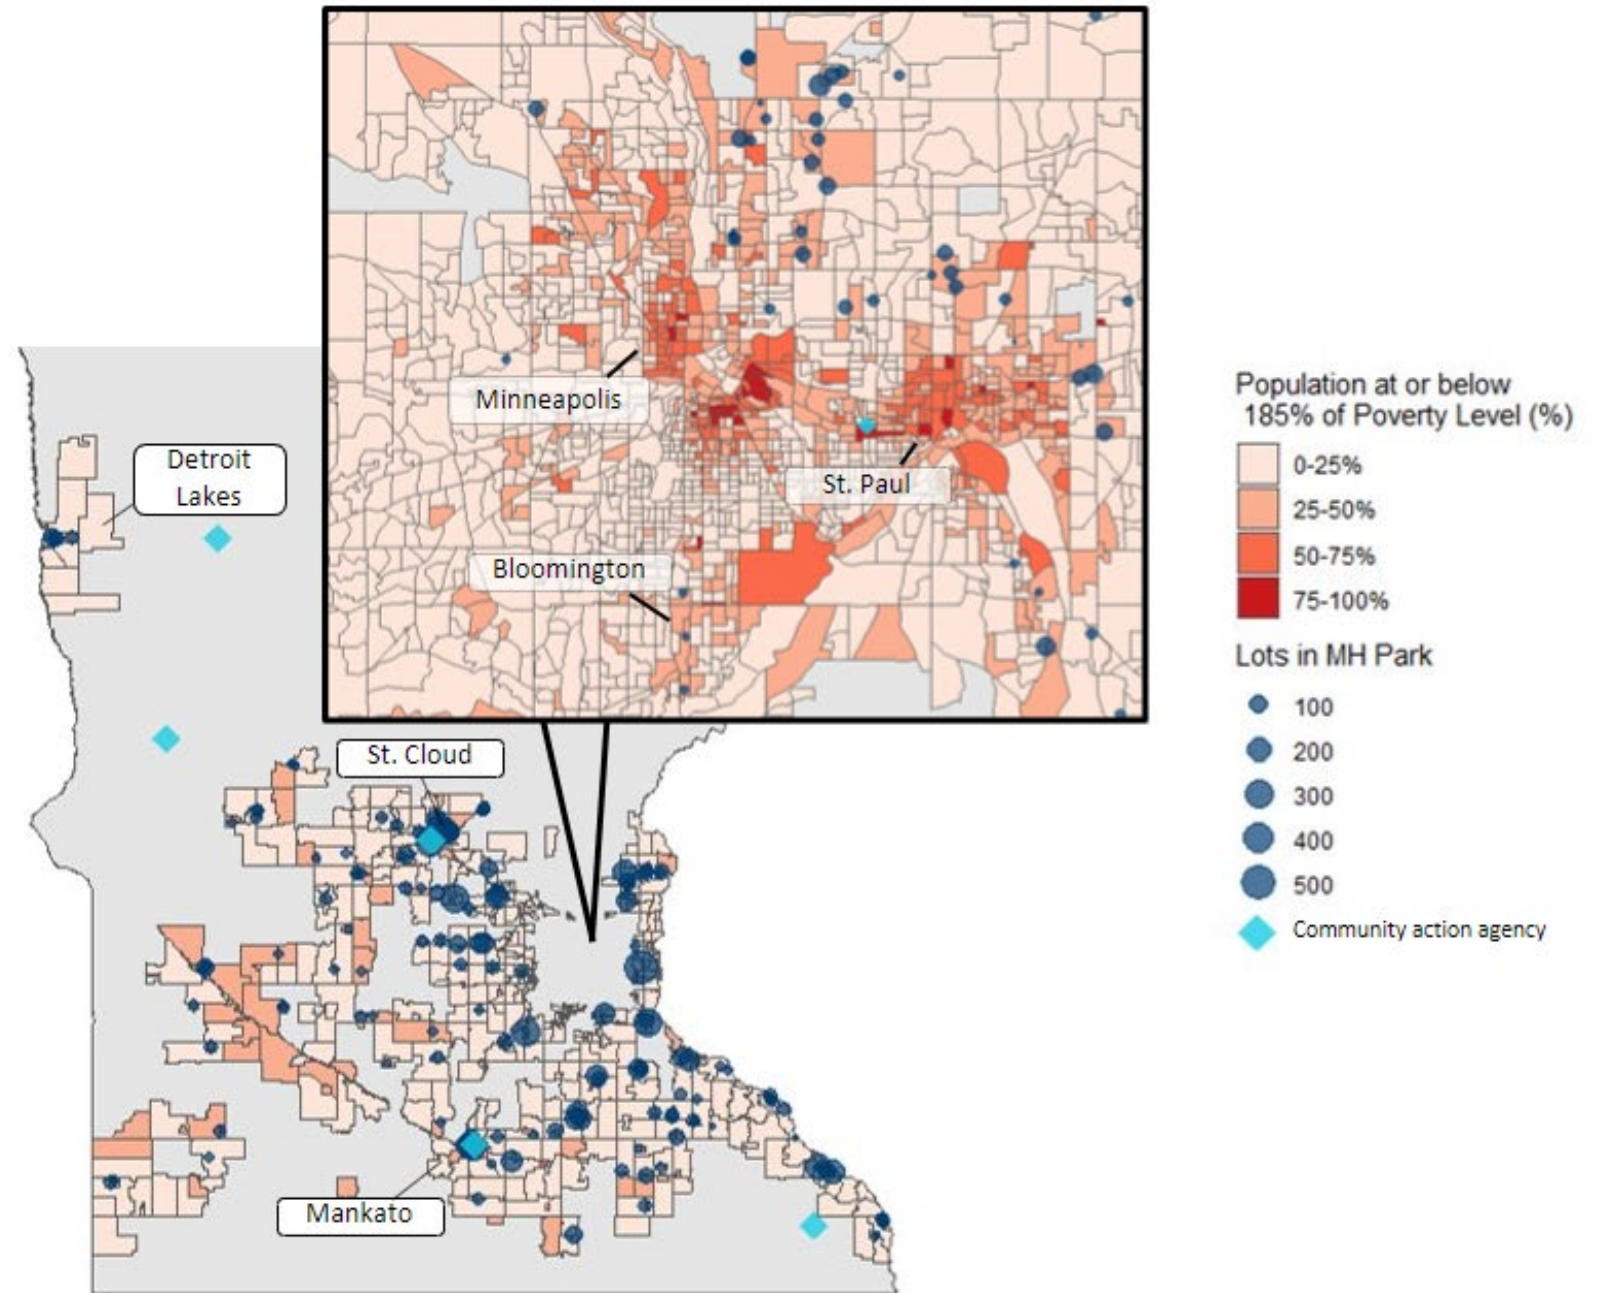 Minneapolis
St. Paul
Bloomington
Detroit
Lakes
St. Cloud
Mankato
Population at or below
185% of Poverty Level (%)
0-25%
25-50%
50-75%
75-100%
Lots in MH Park
100
200
300
400
500
Community action agency